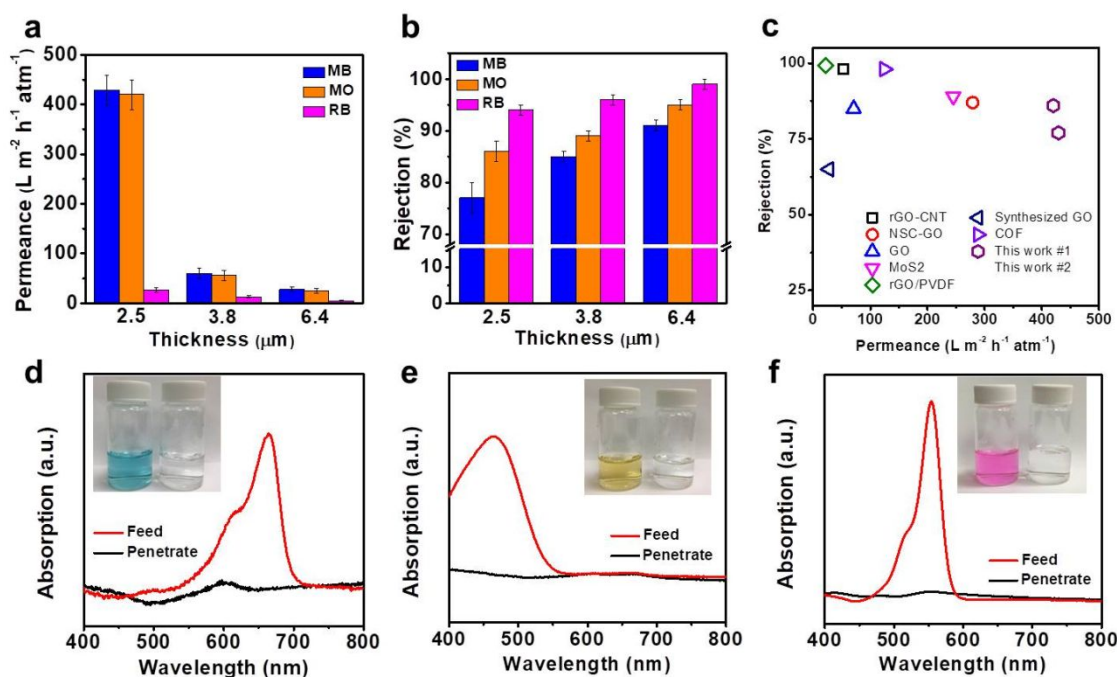 a
Permeance (L m⁻² h⁻¹ atm⁻¹)
500
400
300
200
100
0
MB
MO
RB
2.5 3.8 6.4
Thickness (μm)
b
Rejection (%)
100
90
80
70
15
10
5
0
MB
MO
RB
2.5 3.8 6.4
Thickness (μm)
c
Rejection (%)
100
75
50
25
rGO-CNT
NSC-GO
GO
MoS2
rGO/PVDF
Synthesized GO
COF
This work #1
This work #2
0 100 200 300 400 500
Permeance (L m⁻² h⁻¹ atm⁻¹)
d
Absorption (a.u.)
Feed
Penetrate
400 500 600 700 800
Wavelength (nm)
e
Absorption (a.u.)
Feed
Penetrate
400 500 600 700 800
Wavelength (nm)
f
Absorption (a.u.)
Feed
Penetrate
400 500 600 700 800
Wavelength (nm)